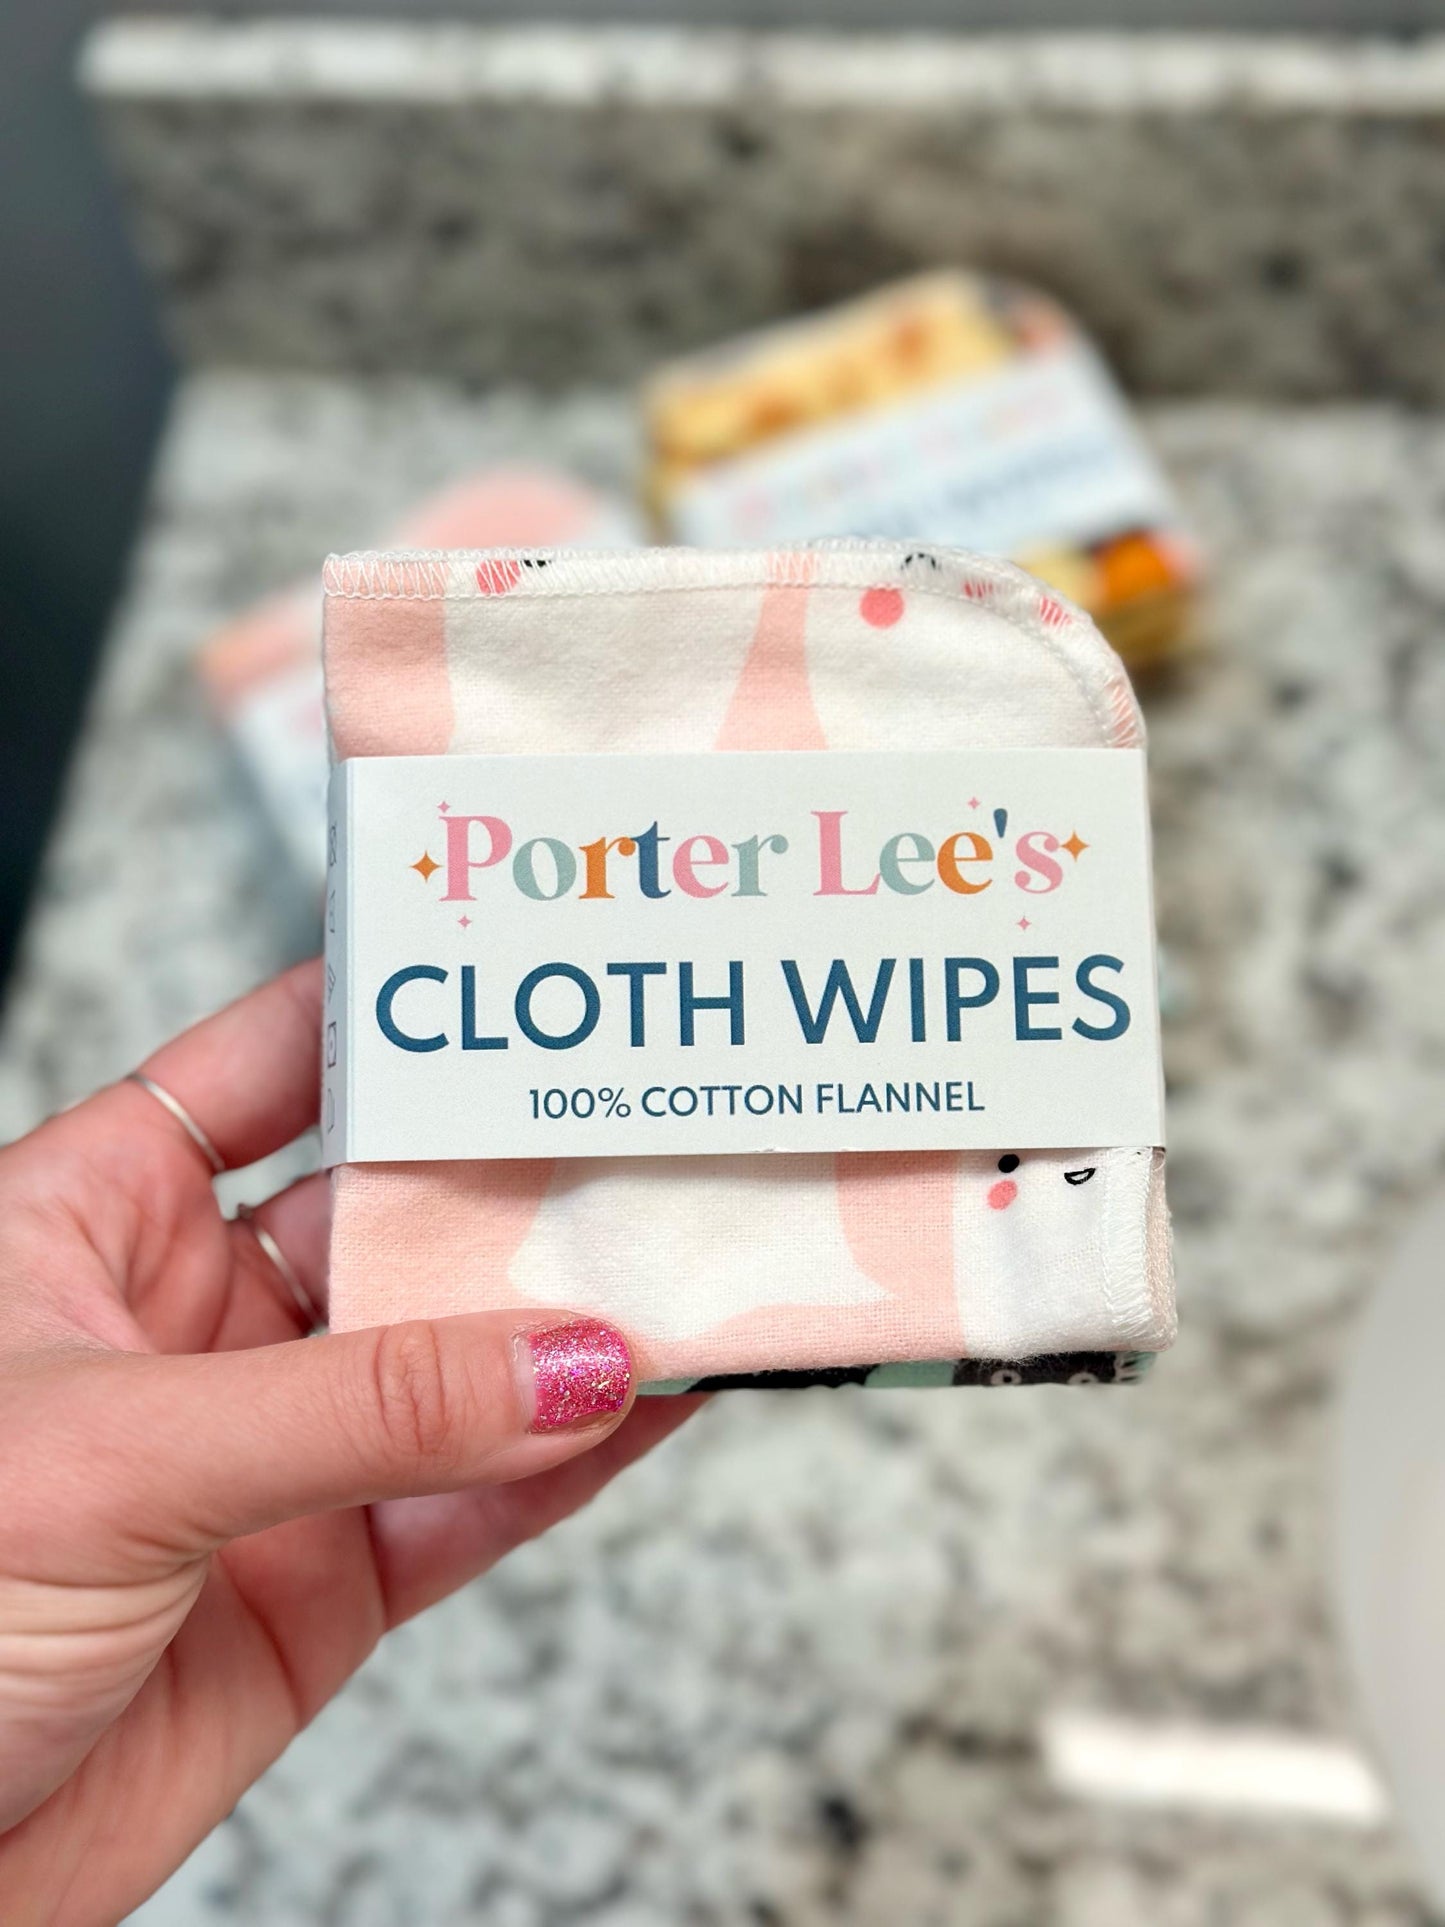 Porter Lee's
CLOTH WIPES
100% COTTON FLANNEL